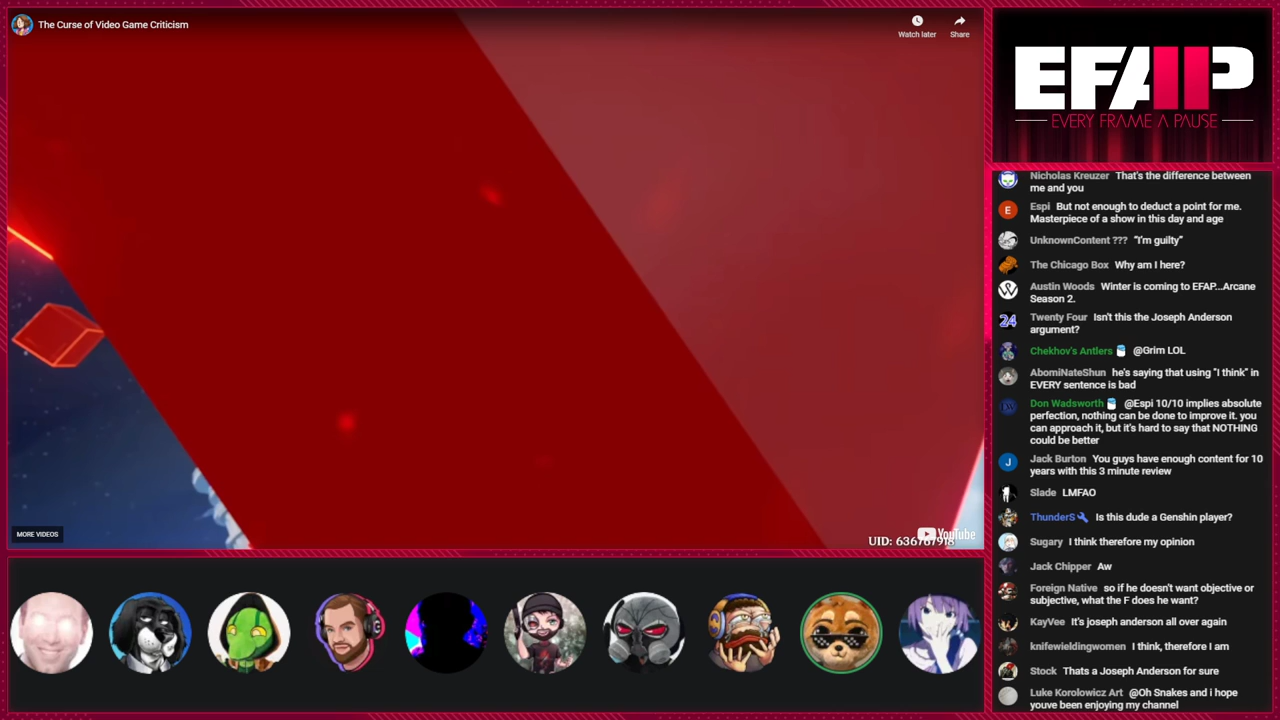 The Curse of Video Game Criticism
Watch later
Share
MORE VIDEOS
YouTube
EFAP
EVERY FRAME A PAUSE
Nicholas Kreuzer That's the difference between
me and you
E
Espi But not enough to deduct a point for me.
Masterpiece of a show in this day and age
UnknownContent ??? "I'm guilty"
The Chicago Box Why am I here?
Austin Woods Winter is coming to EFAP...Arcane
Season 2.
24
Twenty Four Isn't this the Joseph Anderson
argument?
Chekhov's Antlers @Grim LOL
AbomiNateShun he's saying that using "I think" in
EVERY sentence is bad
Don Wadsworth @Espi 10/10 implies absolute
perfection, nothing can be done to improve it. you
can approach it, but it's hard to say that NOTHING
could be better
J
Jack Burton You guys have enough content for 10
years with this 3 minute review
Slade LMFAO
ThunderS Is this dude a Genshin player?
Sugary I think therefore my opinion
Jack Chipper Aw
Foreign Native so if he doesn't want objective or
subjective, what the F does he want?
KayVee It's joseph anderson all over again
knifewieldingwomen I think, therefore I am
Stock Thats a Joseph Anderson for sure
Luke Korolowicz Art @Oh Snakes and i hope
youve been enjoying my channel
UID: